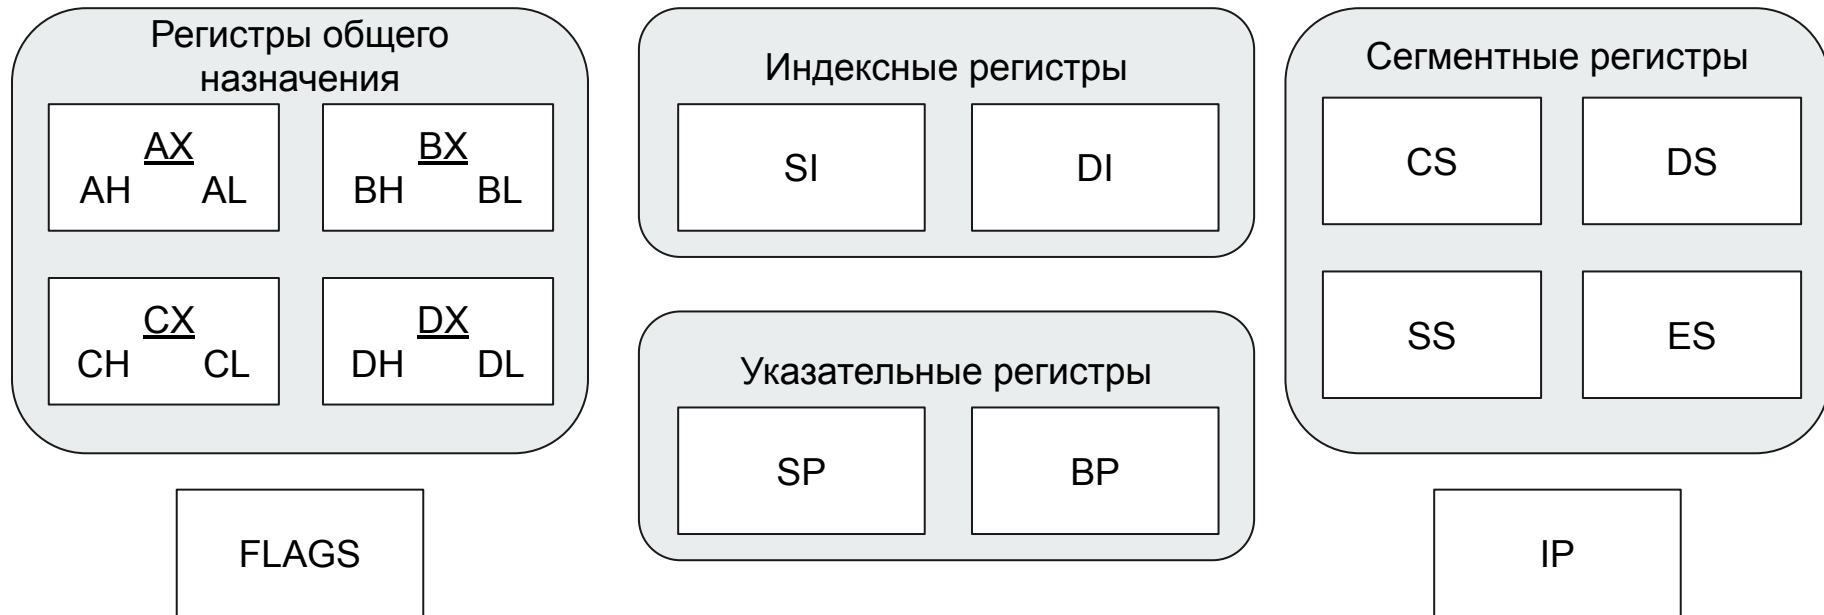 Регистры общего
назначения
AX
AH AL
BX
BH BL
CX
CH CL
DX
DH DL
FLAGS
Индексные регистры
SI
DI
Указательные регистры
SP
BP
Сегментные регистры
CS
DS
SS
ES
IP